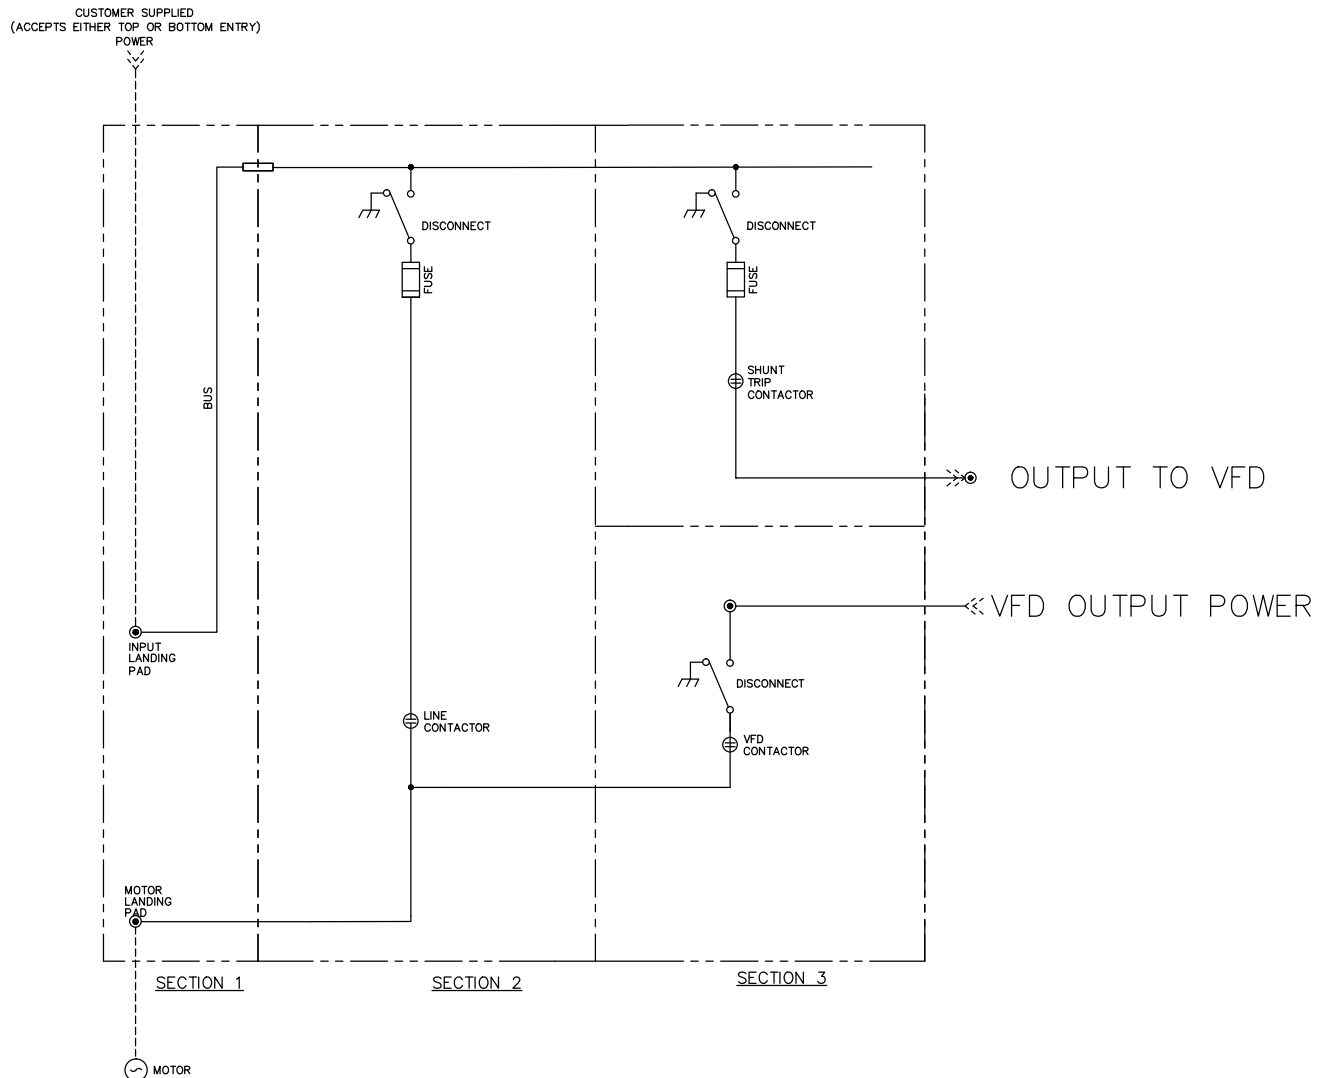 CUSTOMER SUPPLIED
(ACCEPTS EITHER TOP OR BOTTOM ENTRY)
POWER
DISCONNECT
DISCONNECT
FUSE
FUSE
SHUNT
TRIP
CONTACTOR
BUS
OUTPUT TO VFD
VFD OUTPUT POWER
INPUT
LANDING
PAD
DISCONNECT
LINE
CONTACTOR
VFD
CONTACTOR
MOTOR
LANDING
PAD
SECTION 1
SECTION 2
SECTION 3
MOTOR